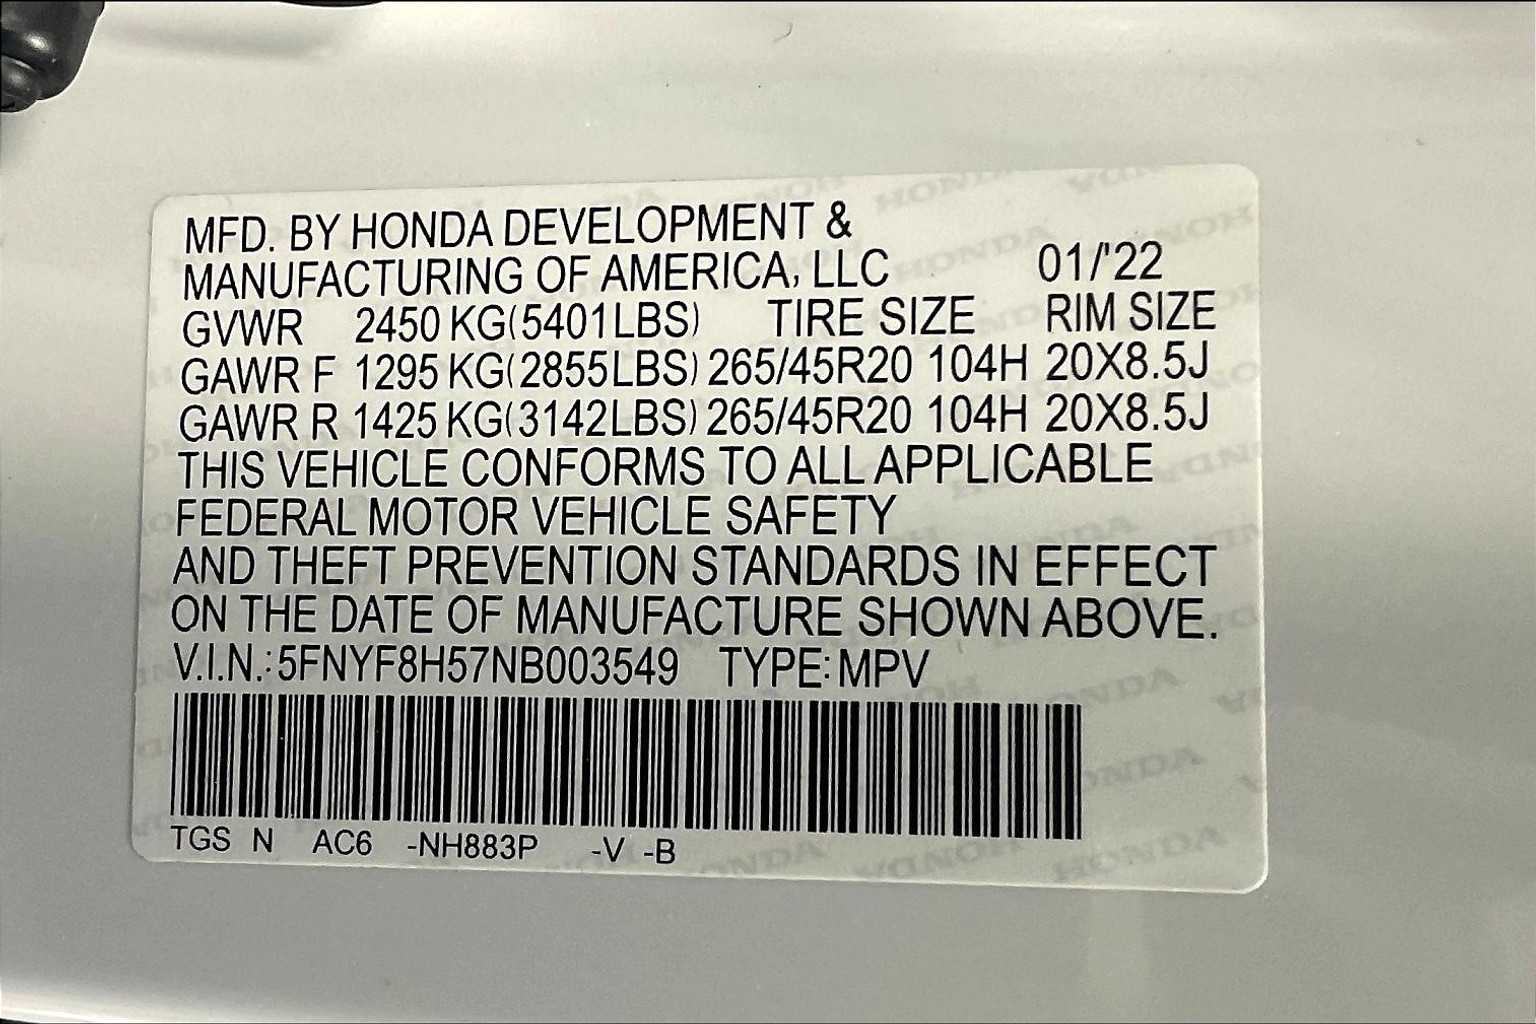 MFD. BY HONDA DEVELOPMENT &
MANUFACTURING OF AMERICA, LLC 01/'22
GVWR 2450 KG(5401LBS) TIRE SIZE RIM SIZE
GAWR F 1295 KG(2855LBS) 265/45R20 104H 20X8.5J
GAWR R 1425 KG(3142LBS) 265/45R20 104H 20X8.5J
THIS VEHICLE CONFORMS TO ALL APPLICABLE
FEDERAL MOTOR VEHICLE SAFETY
AND THEFT PREVENTION STANDARDS IN EFFECT
ON THE DATE OF MANUFACTURE SHOWN ABOVE.
V.I.N.:5FNYF8H57NB003549 TYPE:MPV
TGS N AC6 -NH883P -V -B